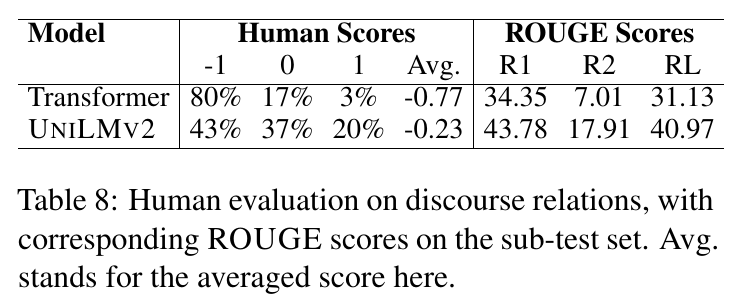 Model Human Scores ROUGE Scores
-1 0 1 Avg. R1 R2 RL
Transformer 80% 17% 3% -0.77 34.35 7.01 31.13
UNILMV2 43% 37% 20% -0.23 43.78 17.91 40.97
Table 8: Human evaluation on discourse relations, with
corresponding ROUGE scores on the sub-test set. Avg.
stands for the averaged score here.